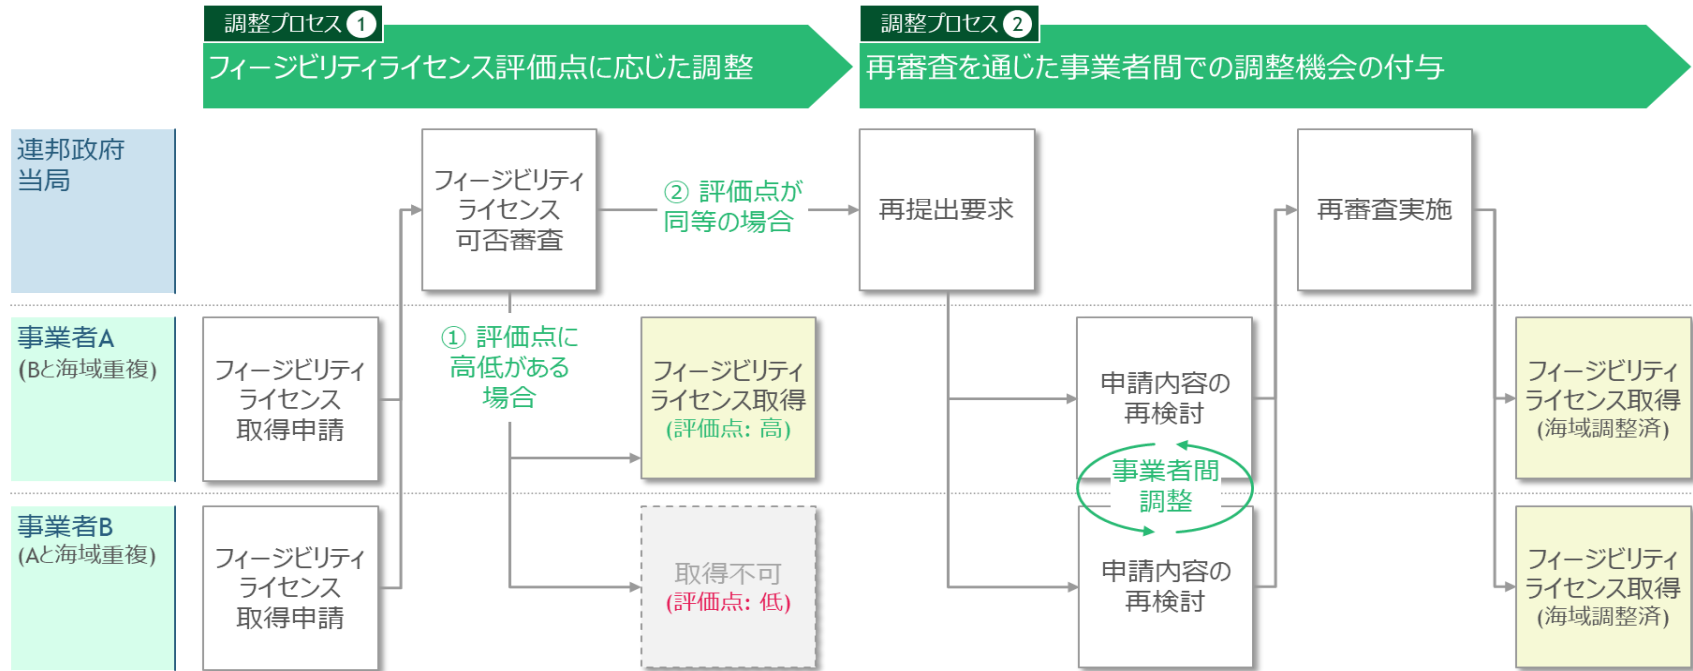 調整プロセス 1
フィージビリティライセンス評価点に応じた調整
調整プロセス 2
再審査を通じた事業者間での調整機会の付与
連邦政府
当局
フィージビリティ
ライセンス
可否審査
② 評価点が
同等の場合
再提出要求
再審査実施
事業者A
(Bと海域重複)
フィージビリティ
ライセンス
取得申請
① 評価点に
高低がある
場合
フィージビリティ
ライセンス取得
(評価点: 高)
申請内容の
再検討
フィージビリティ
ライセンス取得
(海域調整済)
事業者間
調整
事業者B
(Aと海域重複)
フィージビリティ
ライセンス
取得申請
取得不可
(評価点: 低)
申請内容の
再検討
フィージビリティ
ライセンス取得
(海域調整済)